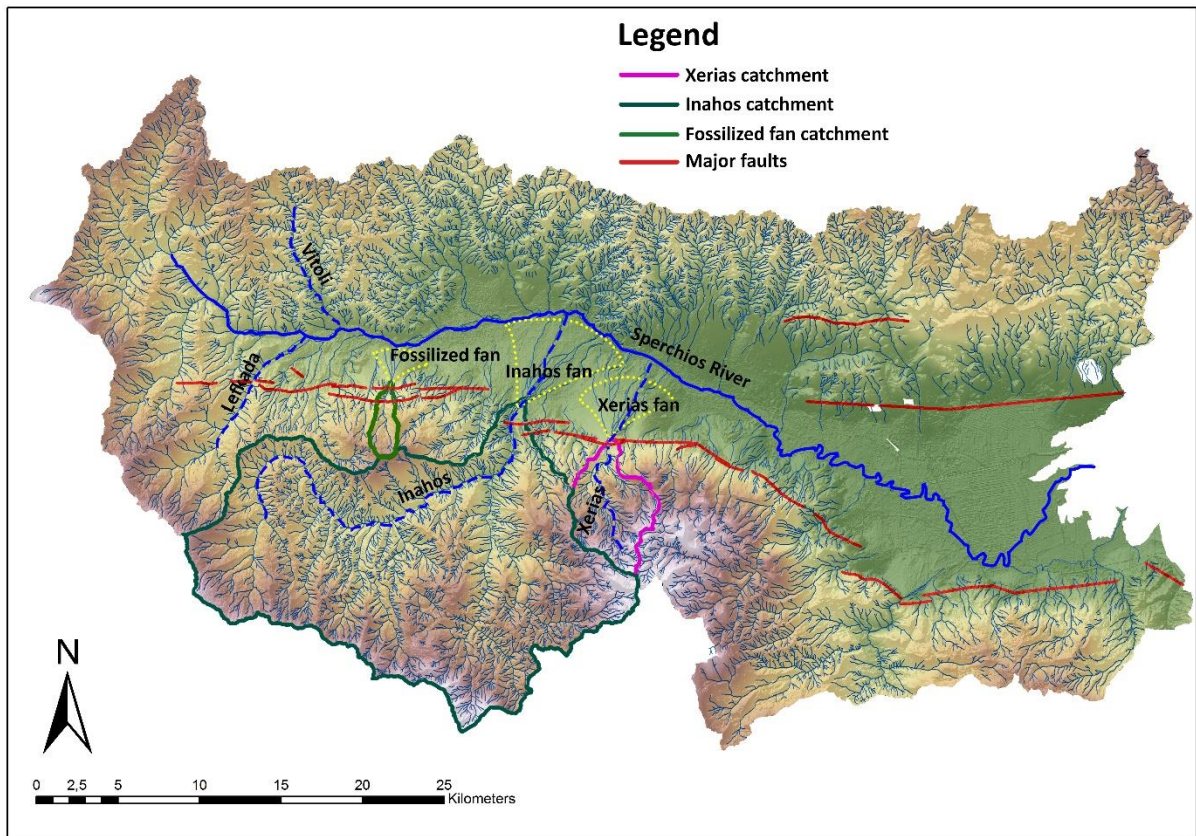 Legend
Xerias catchment
Inahos catchment
Fossilized fan catchment
Major faults
Vitoli
Lefkada
Fossilized fan
Inahos fan
Sperchios River
Xerias fan
Inahos
Xerias
N
0 2,5 5 10 15 20 25
Kilometers